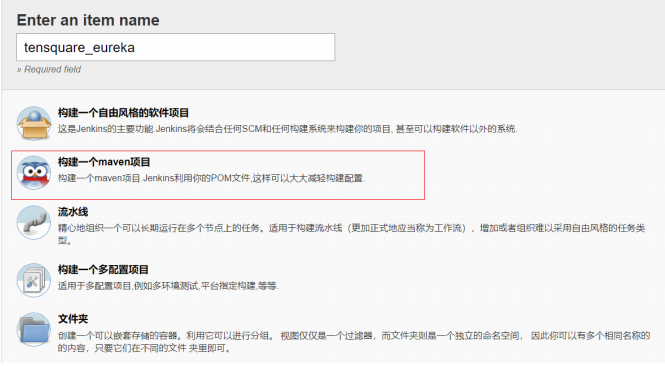 Enter an item name
tensquare_eureka
» Required field
构建一个自由风格的软件项目
这是Jenkins的主要功能.Jenkins将会结合任何SCM和任何构建系统来构建你的项目, 甚至可以构建软件以外的系统.
构建一个maven项目
构建一个maven项目.Jenkins利用你的POM文件,这样可以大大减轻构建配置.
流水线
精心地组织一个可以长期运行在多个节点上的任务。适用于构建流水线（更加正式地应当称为工作流），增加或者组织难以采用自由风格的任务类
型。
构建一个多配置项目
适用于多配置项目,例如多环境测试,平台指定构建,等等.
文件夹
创建一个可以嵌套存储的容器。利用它可以进行分组。 视图仅仅是一个过滤器，而文件夹则是一个独立的命名空间， 因此你可以有多个相同名称的
的内容，只要它们在不同的文件 夹里即可。